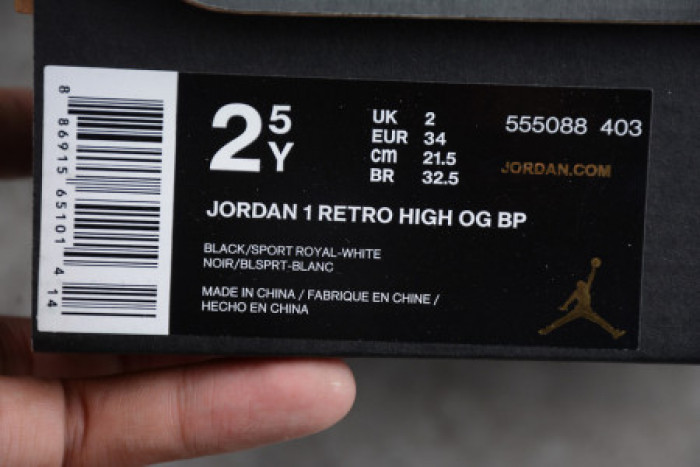 8 86915 65101 4 14
2 5Y
UK 2
EUR 34
cm 21.5
BR 32.5
555088 403
JORDAN.COM
JORDAN 1 RETRO HIGH OG BP
BLACK/SPORT ROYAL-WHITE
NOIR/BLSPRT-BLANC
MADE IN CHINA / FABRIQUE EN CHINE /
HECHO EN CHINA